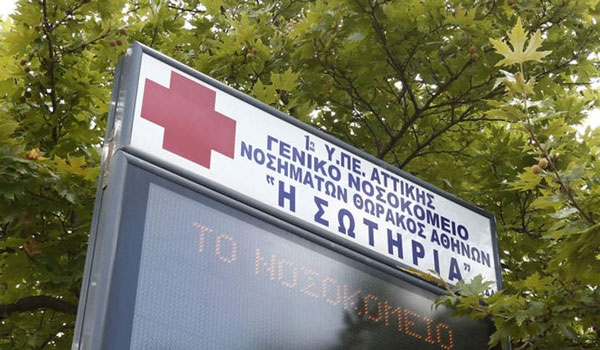 1η Υ.ΠΕ. ΑΤΤΙΚΗΣ
ΓΕΝΙΚΟ ΝΟΣΟΚΟΜΕΙΟ
ΝΟΣΗΜΑΤΩΝ ΘΩΡΑΚΟΣ ΑΘΗΝΩΝ
"Η ΣΩΤΗΡΙΑ"
ΤΟ ΝΟΣΟΚΟΜΕΙΟ